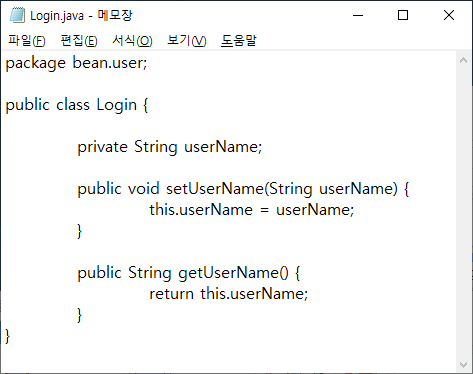 Login.java - 메모장
파일(F) 편집(E) 서식(O) 보기(V) 도움말
package bean.user;
public class Login {
private String userName;
public void setUserName(String userName) {
this.userName = userName;
}
public String getUserName() {
return this.userName;
}
}